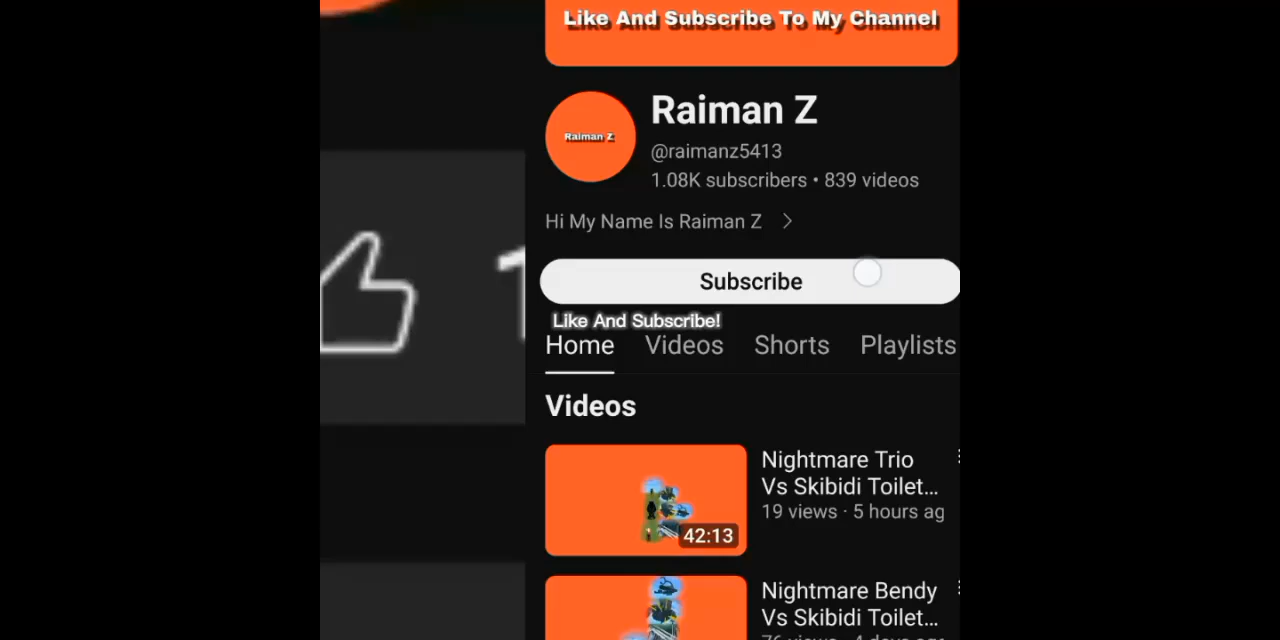 Like And Subscribe To My Channel
Raiman Z
Raiman Z
@raimanz5413
1.08K subscribers • 839 videos
Hi My Name Is Raiman Z
Subscribe
Like And Subscribe!
Home Videos Shorts Playlists
Videos
Nightmare Trio
Vs Skibidi Toilet...
19 views · 5 hours ag
42:13
Nightmare Bendy
Vs Skibidi Toilet...